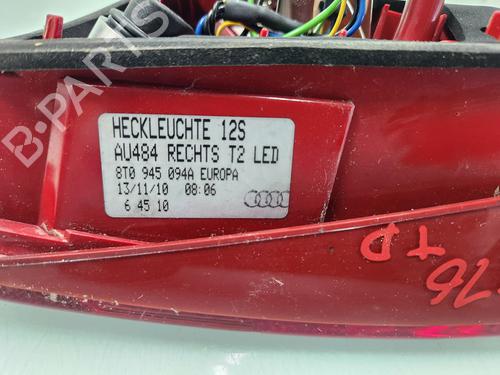 B-PARTS
HECKLEUCHTE 12S
AU484 RECHTS T2 LED
8T0 945 094A EUROPA
13/11/10 08:06
6 45 10
TD
76